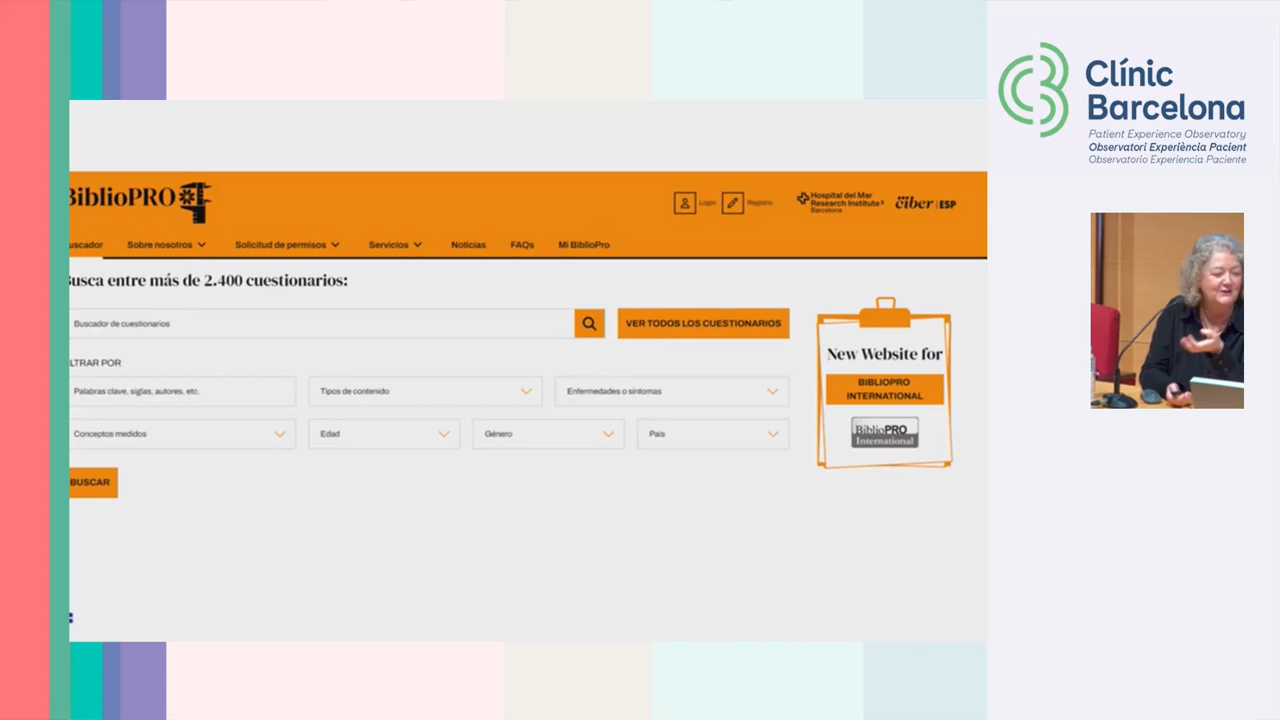 Clínic
Barcelona
Patient Experience Observatory
Observatori Experiència Pacient
Observatorio Experiencia Paciente
BiblioPRO
Login
Registro
Hospital del Mar
Research Institute
Barcelona
ciber | ESP
uscador
Sobre nosotros
Solicitud de permisos
Servicios
Noticias
FAQs
Mi BiblioPro
Busca entre más de 2.400 cuestionarios:
Buscador de cuestionarios
VER TODOS LOS CUESTIONARIOS
LTRAR POR
Palabras clave, siglas, autores, etc.
Tipos de contenido
Enfermedades o síntomas
Conceptos medidos
Edad
Género
País
BUSCAR
New Website for
BIBLIOPRO
INTERNATIONAL
BiblioPRO
International